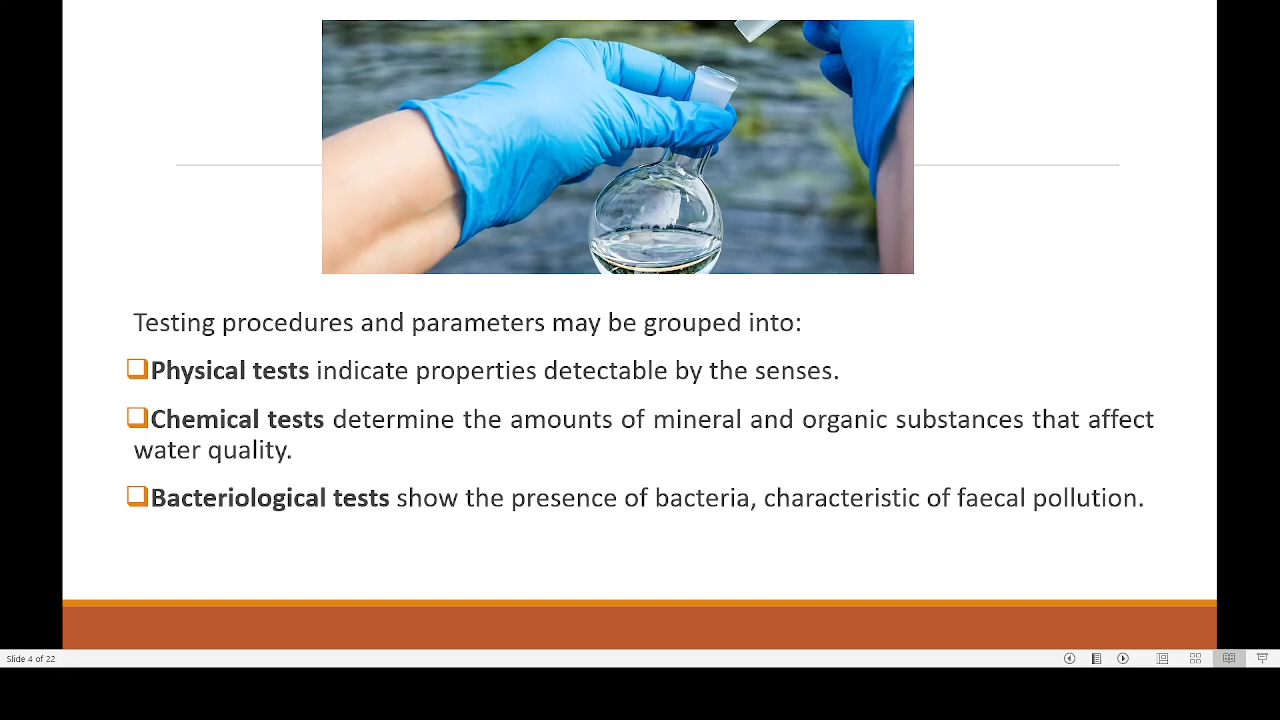 Testing procedures and parameters may be grouped into:
Physical tests indicate properties detectable by the senses.
Chemical tests determine the amounts of mineral and organic substances that affect
water quality.
Bacteriological tests show the presence of bacteria, characteristic of faecal pollution.
Slide 4 of 22